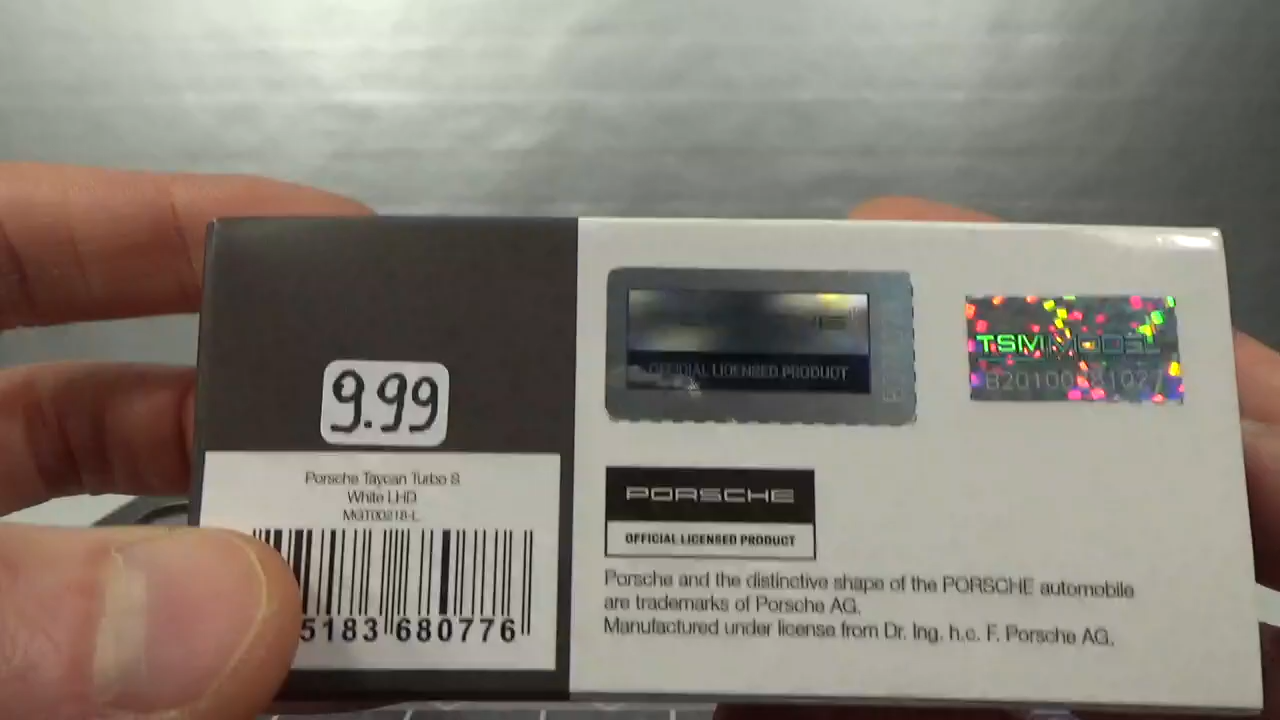 9.99
Porsche Taycan Turbo S
White LHD
MGT00218-L
5183 680776
OFFICIAL LICENSED PRODUCT
TSM MODEL
PORSCHE
OFFICIAL LICENSED PRODUCT
Porsche and the distinctive shape of the PORSCHE automobile
are trademarks of Porsche AG.
Manufactured under license from Dr. Ing. h.c. F. Porsche AG.